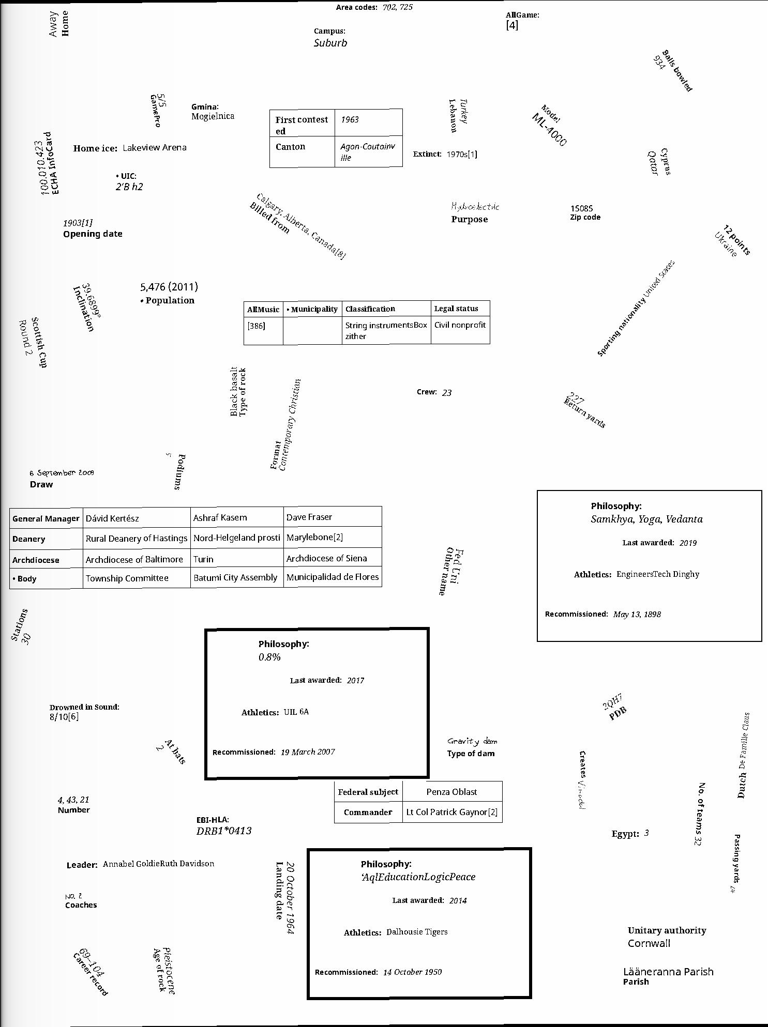 Area codes: 702, 725
AllGame:
[4]
Away
Home
Campus:
Suburb
Balls bowled
934
5/5
GamePro
Gmina:
Mogielnica
First contested 1963
Canton Agon-Coutainville
Turkey
Lebanon
Model
ML-4000
100.010.423
ECHA InfoCard
Home ice: Lakeview Arena
Extinct: 1970s[1]
Cyprus
Qatar
• UIC:
2'B h2
Calgary, Alberta, Canada[8]
Billed from
Hydroelectric
Purpose
15085
Zip code
1903[1]
Opening date
12 points
Ukraine
39.6899°
Inclination
5,476 (2011)
• Population
Sporting nationality United States
AllMusic • Municipality Classification Legal status
[386] String instrumentsBox zither Civil nonprofit
Scottish Cup
Round 2
Black basalt
Type of rock
Format
Contemporary Christian
Crew: 23
227
Return yards
6 September 2008
Draw
5
Podiums
General Manager Dávid Kertész Ashraf Kasem Dave Fraser
Deanery Rural Deanery of Hastings Nord-Helgeland prosti Marylebone[2]
Archdiocese Archdiocese of Baltimore Turin Archdiocese of Siena
• Body Township Committee Batumi City Assembly Municipalidad de Flores
Philosophy:
Samkhya, Yoga, Vedanta
Last awarded: 2019
Athletics: EngineersTech Dinghy
Recommissioned: May 13, 1898
Fed Uni
Other name
Stations
30
Philosophy:
0.8%
Last awarded: 2017
Athletics: UIL 6A
Recommissioned: 19 March 2007
Drowned in Sound:
8/10[6]
At bats
2
Gravity dam
Type of dam
2QH7
PDB
Creates
Dutch De Familie Claus
Federal subject Penza Oblast
Commander Lt Col Patrick Gaynor[2]
4, 43, 21
Number
EBI-HLA:
DRB1*0413
No. of teams 32
Egypt: 3
Passing yards
Leader: Annabel GoldieRuth Davidson
20 October 1964
Landing date
Philosophy:
'AqlEducationLogicPeace
Last awarded: 2014
Athletics: Dalhousie Tigers
Recommissioned: 14 October 1950
No. 2
Coaches
Unitary authority
Cornwall
69–104
Career record
Pleistocene
Age of rock
Lääneranna Parish
Parish